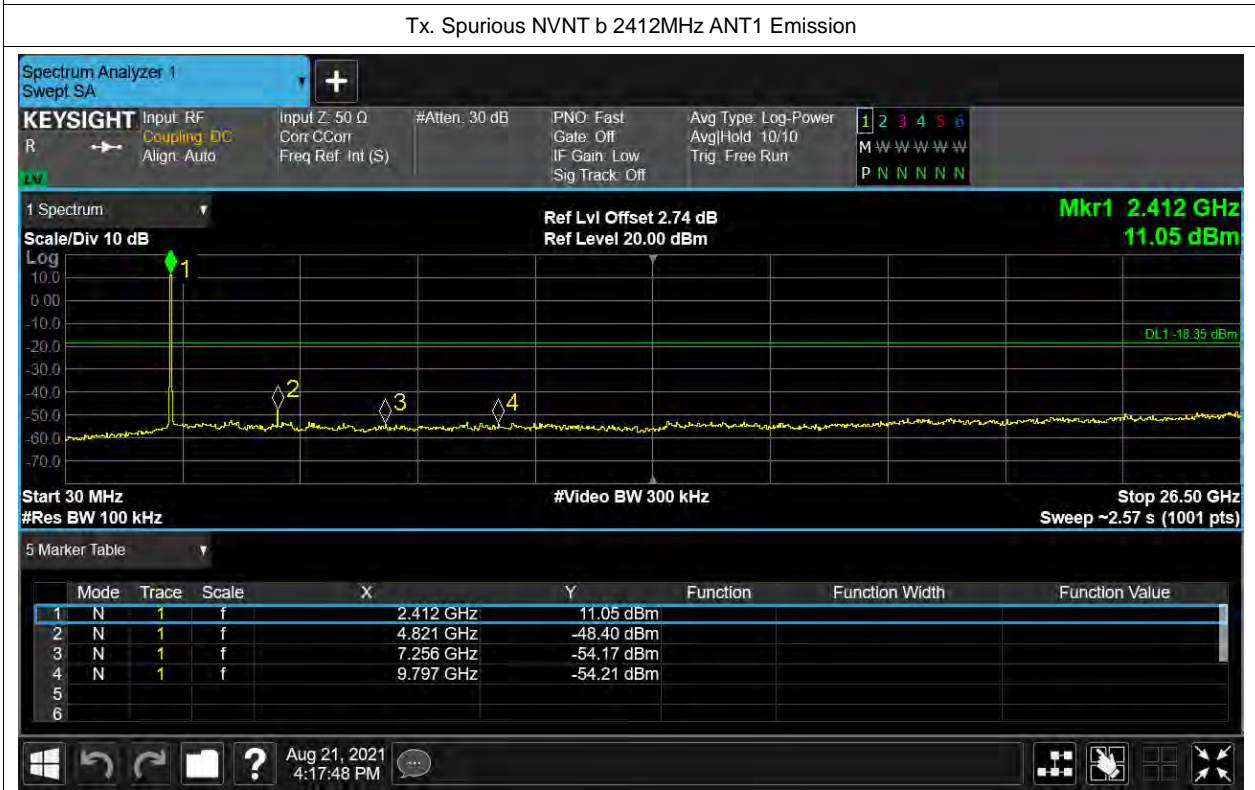 Tx. Spurious NVNT b 2412MHz ANT1 Emission
Spectrum Analyzer 1
Swept SA
+
KEYSIGHT Input: RF Input Z: 50 Ω #Atten: 30 dB PNO: Fast Avg Type: Log-Power 1 2 3 4 5 6
R Coupling: DC Corr CCorr Gate: Off Avg|Hold: 10/10 M W W W W W
Align: Auto Freq Ref: Int (S) IF Gain: Low Trig: Free Run
Sig Track: Off P N N N N N
1 Spectrum
Ref Lvl Offset 2.74 dB
Mkr1 2.412 GHz
Scale/Div 10 dB
Ref Level 20.00 dBm
11.05 dBm
Log
1
10.0
0.00
-10.0
DL1 -18.35 dBm
-20.0
-30.0
-40.0
2
3
4
-50.0
-60.0
-70.0
Start 30 MHz #Video BW 300 kHz Stop 26.50 GHz
#Res BW 100 kHz Sweep ~2.57 s (1001 pts)
5 Marker Table
Mode Trace Scale X Y Function Function Width Function Value
1 N 1 f 2.412 GHz 11.05 dBm
2 N 1 f 4.821 GHz -48.40 dBm
3 N 1 f 7.256 GHz -54.17 dBm
4 N 1 f 9.797 GHz -54.21 dBm
5
6
? Aug 21, 2021
4:17:48 PM